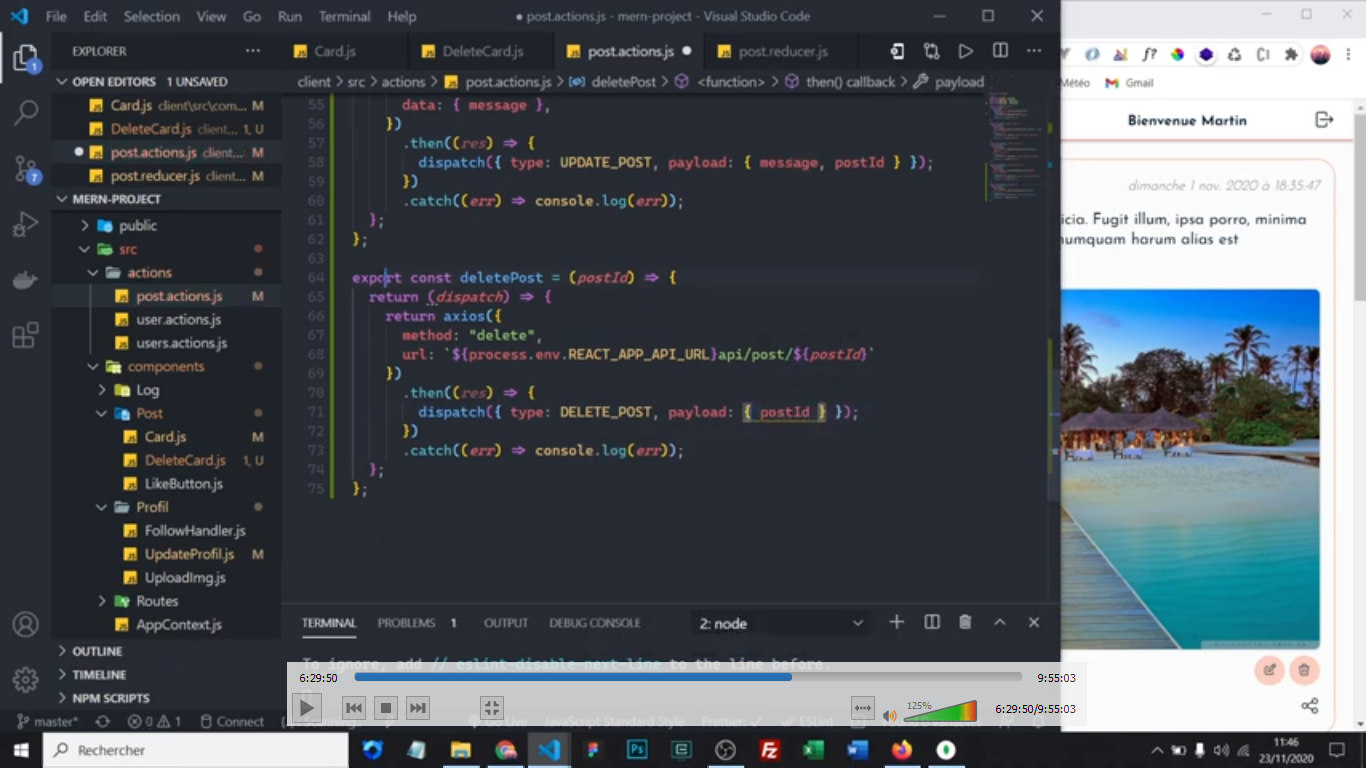 File Edit Selection View Go Run Terminal Help
● post.actions.js - mern-project - Visual Studio Code
EXPLORER
OPEN EDITORS 1 UNSAVED
Card.js client\src\com... M
DeleteCard.js client... 1, U
post.actions.js client... M
post.reducer.js client... M
MERN-PROJECT
public
src
actions
post.actions.js M
user.actions.js
users.actions.js
components
Log
Post
Card.js M
DeleteCard.js 1, U
LikeButton.js
Profil
FollowHandler.js
UpdateProfil.js M
UploadImg.js
Routes
AppContext.js
OUTLINE
TIMELINE
NPM SCRIPTS
Card.js DeleteCard.js post.actions.js post.reducer.js
client > src > actions > post.actions.js > deletePost > <function> > then() callback > payload
55 data: { message },
56 })
57 .then((res) => {
58 dispatch({ type: UPDATE_POST, payload: { message, postId } });
59 })
60 .catch((err) => console.log(err));
61 };
62 };
63
64 export const deletePost = (postId) => {
65 return (dispatch) => {
66 return axios({
67 method: "delete",
68 url: `${process.env.REACT_APP_API_URL}api/post/${postId}`
69 })
70 .then((res) => {
71 dispatch({ type: DELETE_POST, payload: { postId } });
72 })
73 .catch((err) => console.log(err));
74 };
75 };
TERMINAL PROBLEMS 1 OUTPUT DEBUG CONSOLE 2: node
To ignore, add // eslint-disable-next-line to the line before.
6:29:50 9:55:03
125% 6:29:50/9:55:03
master* 0 1 Connect Go Live JavaScript Standard Style Prettier ESLint
Météo Gmail
Bienvenue Martin
dimanche 1 nov. 2020 à 18:35:47
icia. Fugit illum, ipsa porro, minima
numquam harum alias est
Rechercher
11:46
23/11/2020